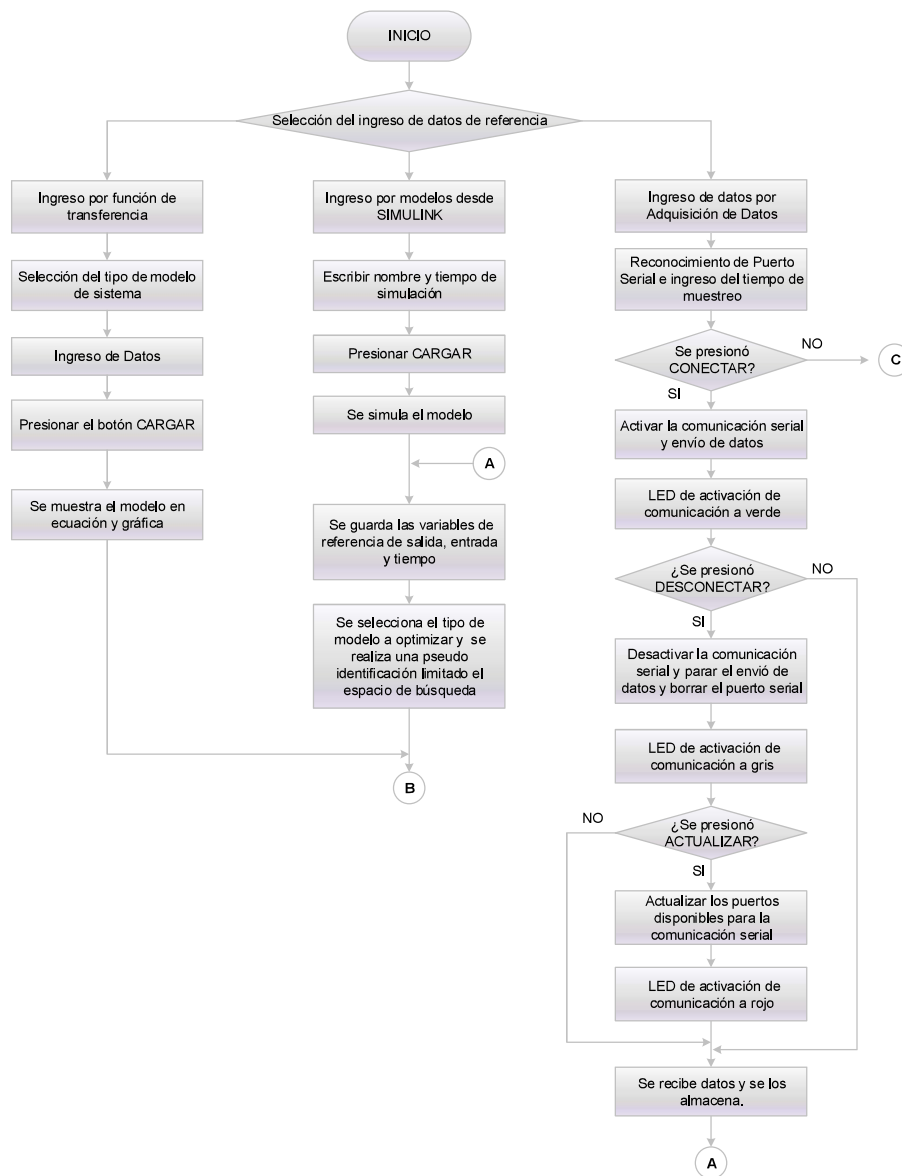 INICIO
Selección del ingreso de datos de referencia
Ingreso por función de
transferencia
Selección del tipo de modelo
de sistema
Ingreso de Datos
Presionar el botón CARGAR
Se muestra el modelo en
ecuación y gráfica
Ingreso por modelos desde
SIMULINK
Escribir nombre y tiempo de
simulación
Presionar CARGAR
Se simula el modelo
A
Se guarda las variables de
referencia de salida, entrada
y tiempo
Se selecciona el tipo de
modelo a optimizar y se
realiza una pseudo
identificación limitado el
espacio de búsqueda
B
Ingreso de datos por
Adquisición de Datos
Reconocimiento de Puerto
Serial e ingreso del tiempo de
muestreo
Se presionó
CONECTAR?
NO
C
SI
Activar la comunicación serial
y envío de datos
LED de activación de
comunicación a verde
¿Se presionó
DESCONECTAR?
NO
SI
Desactivar la comunicación
serial y parar el envió de
datos y borrar el puerto serial
LED de activación de
comunicación a gris
NO
¿Se presionó
ACTUALIZAR?
SI
Actualizar los puertos
disponibles para la
comunicación serial
LED de activación de
comunicación a rojo
Se recibe datos y se los
almacena.
A